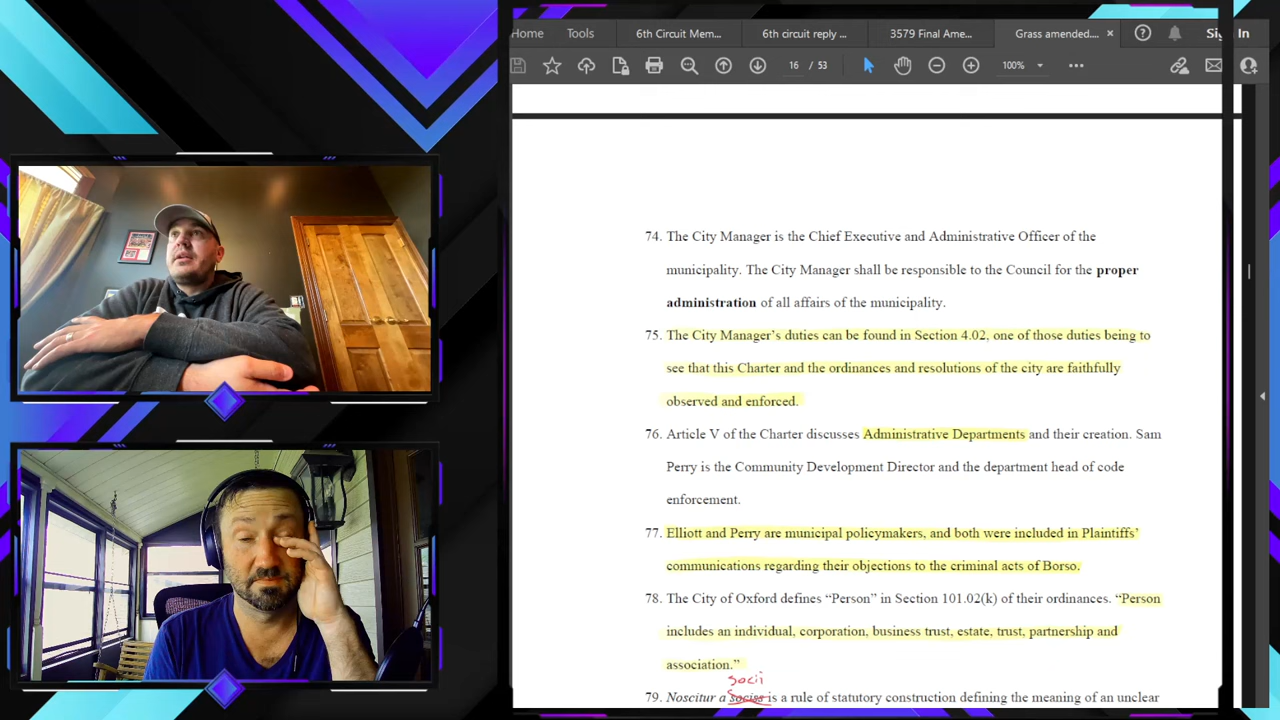 Home Tools 6th Circuit Mem... 6th circuit reply ... 3579 Final Ame... Grass amended.... × Sign In
16 / 53 100%
74. The City Manager is the Chief Executive and Administrative Officer of the
municipality. The City Manager shall be responsible to the Council for the proper
administration of all affairs of the municipality.
75. The City Manager's duties can be found in Section 4.02, one of those duties being to
see that this Charter and the ordinances and resolutions of the city are faithfully
observed and enforced.
76. Article V of the Charter discusses Administrative Departments and their creation. Sam
Perry is the Community Development Director and the department head of code
enforcement.
77. Elliott and Perry are municipal policymakers, and both were included in Plaintiffs'
communications regarding their objections to the criminal acts of Borso.
78. The City of Oxford defines “Person” in Section 101.02(k) of their ordinances. “Person
includes an individual, corporation, business trust, estate, trust, partnership and
association.”
socii
79. Noscitur a sociss is a rule of statutory construction defining the meaning of an unclear